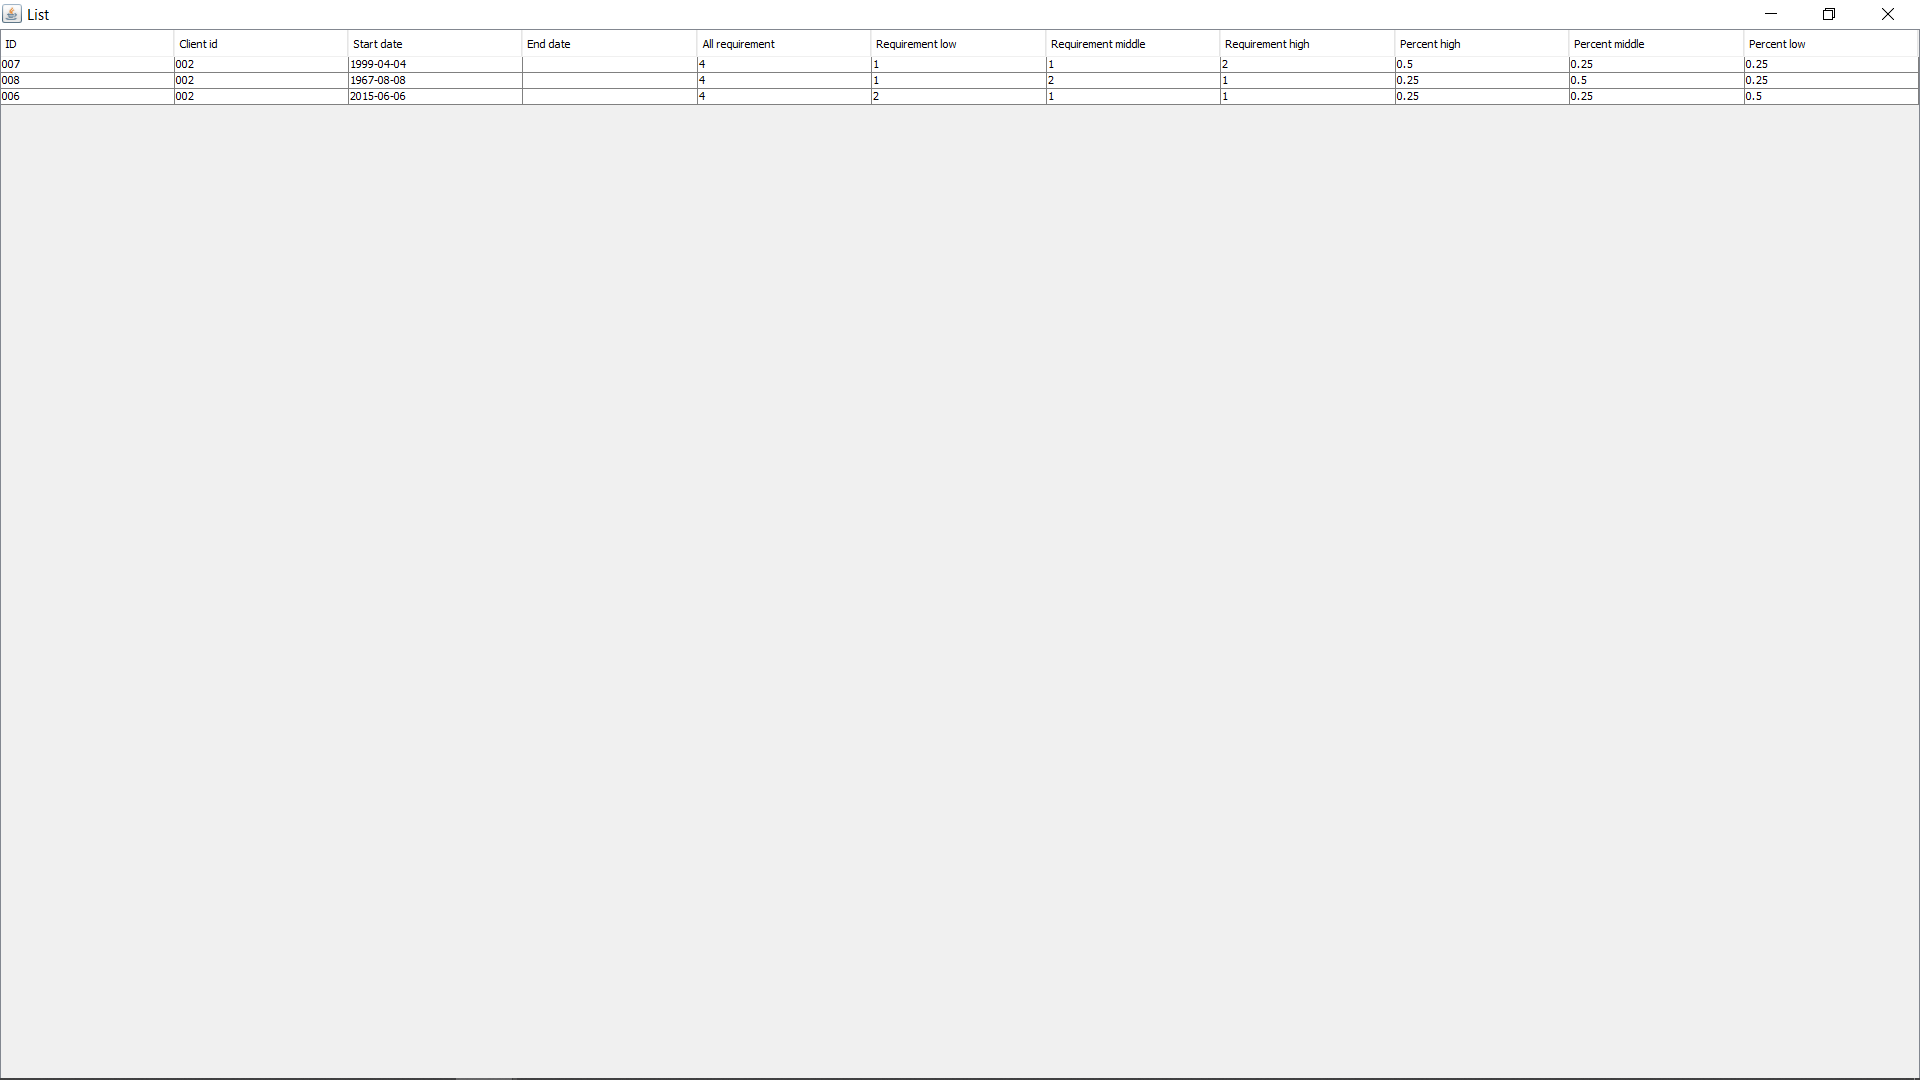 List
ID Client id Start date End date All requirement Requirement low Requirement middle Requirement high Percent high Percent middle Percent low
007 002 1999-04-04 4 1 1 2 0.5 0.25 0.25
008 002 1967-08-08 4 1 2 1 0.25 0.5 0.25
006 002 2015-06-06 4 2 1 1 0.25 0.25 0.5